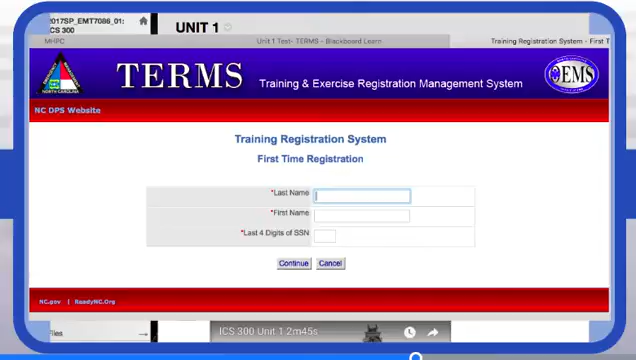 2017SP_EMT7086_01:
ICS 300
UNIT 1
MHPC
Unit 1 Test- TERMS - Blackboard Learn
Training Registration System - First T
NORTH CAROLINA
TERMS
Training & Exercise Registration Management System
EMS
NC DPS Website
Training Registration System
First Time Registration
*Last Name
*First Name
*Last 4 Digits of SSN
Continue
Cancel
NC.gov | ReadyNC.Org
Files
ICS 300 Unit 1 2m45s